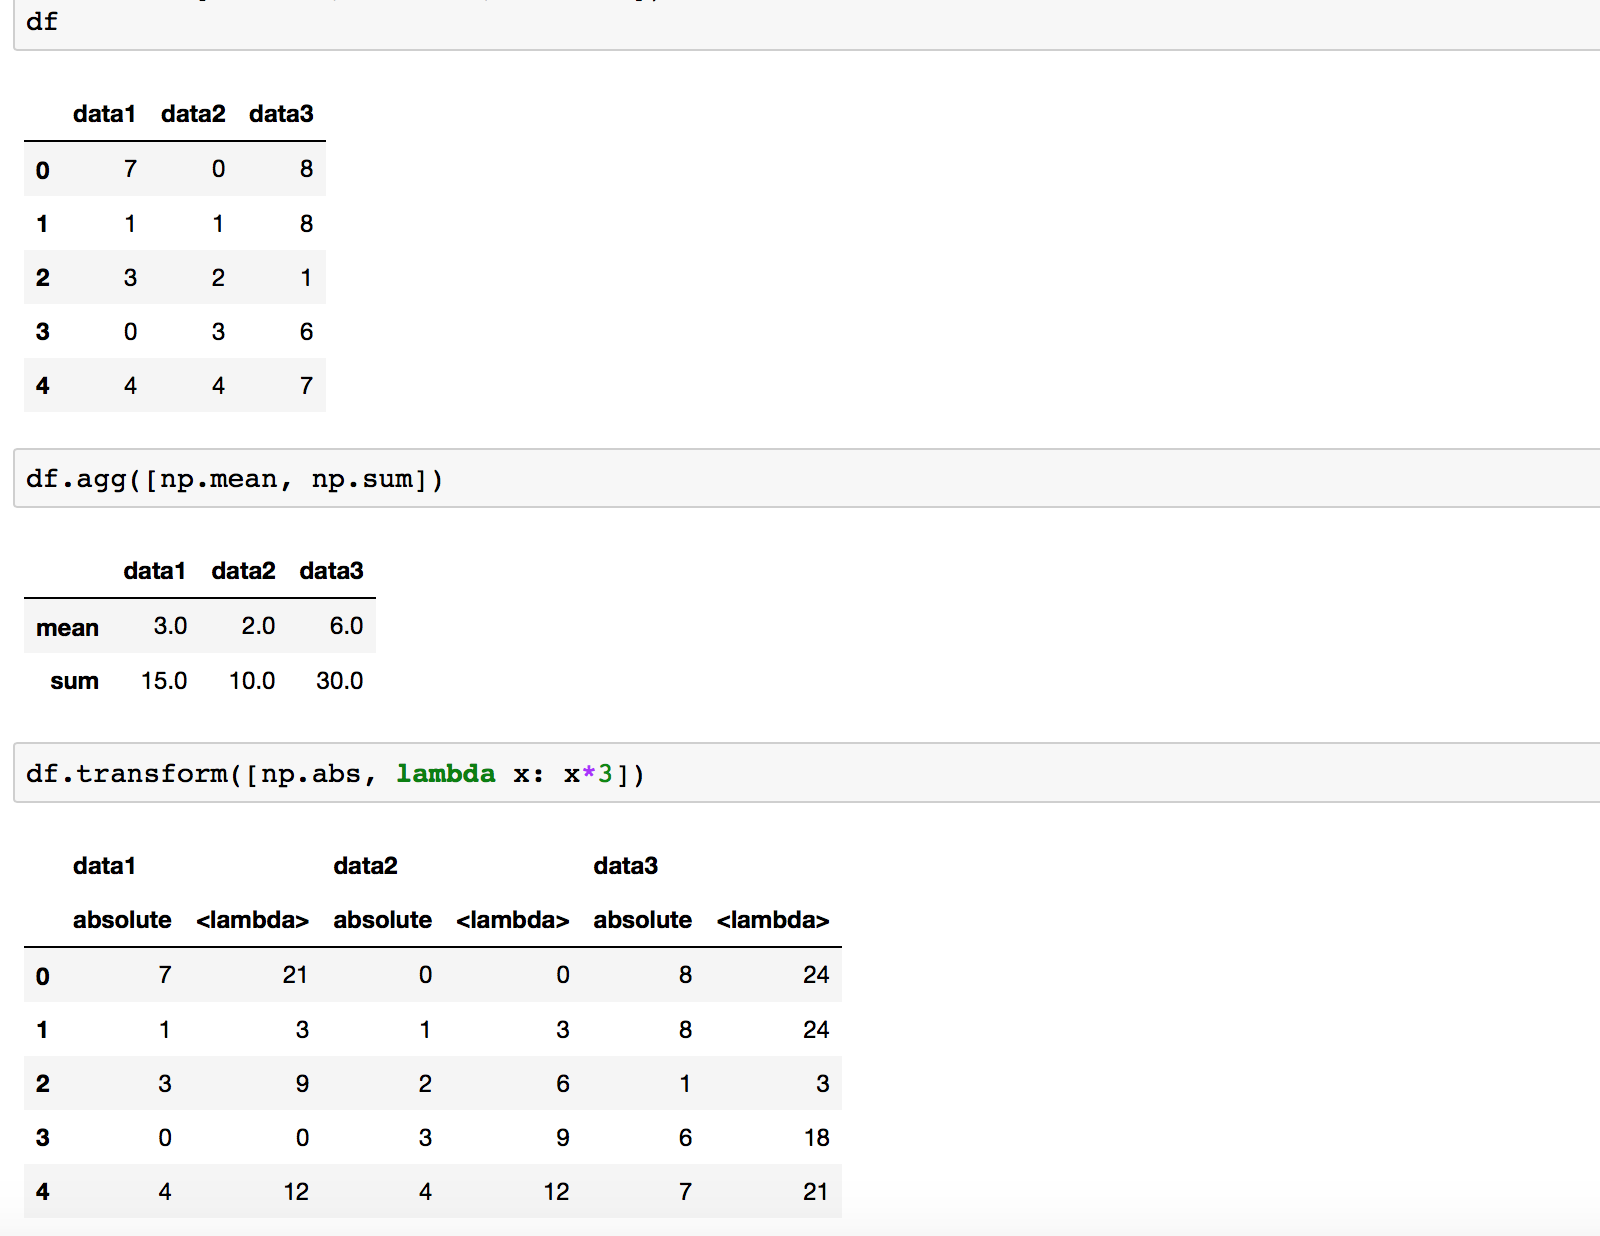 df
data1 data2 data3
0 7 0 8
1 1 1 8
2 3 2 1
3 0 3 6
4 4 4 7
df.agg([np.mean, np.sum])
data1 data2 data3
mean 3.0 2.0 6.0
sum 15.0 10.0 30.0
df.transform([np.abs, lambda x: x*3])
data1 data2 data3
absolute <lambda> absolute <lambda> absolute <lambda>
0 7 21 0 0 8 24
1 1 3 1 3 8 24
2 3 9 2 6 1 3
3 0 0 3 9 6 18
4 4 12 4 12 7 21